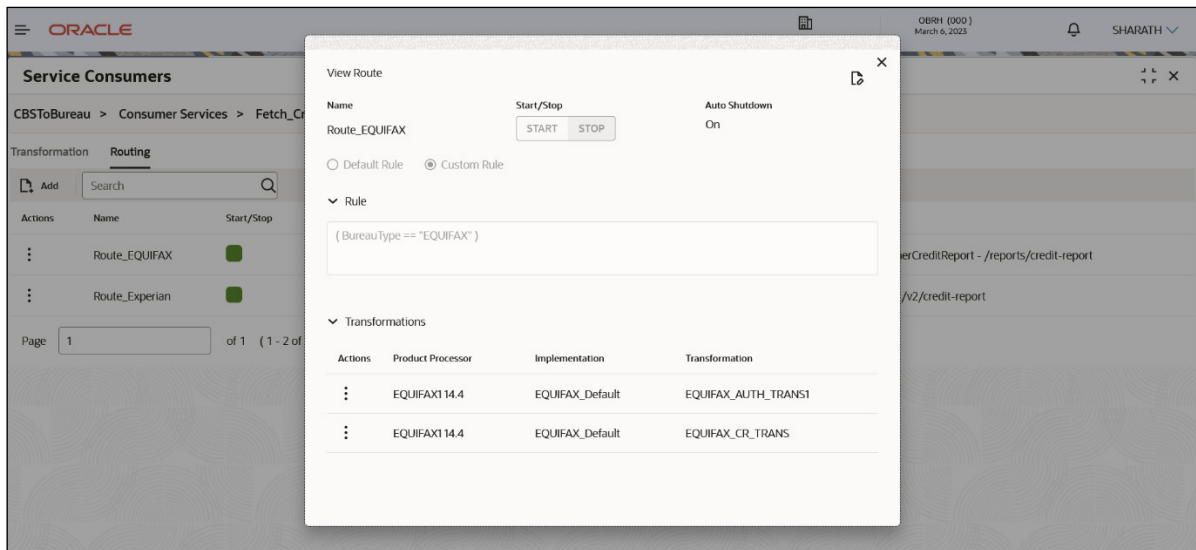 ORACLE
OBRH (000)
March 6, 2023
SHARATH
Service Consumers
CBSToBureau > Consumer Services > Fetch_Cr
Transformation Routing
Add Search
Actions Name Start/Stop
Route_EQUIFAX
erCreditReport - /reports/credit-report
Route_Experian
/v2/credit-report
Page 1 of 1 (1 - 2 of
View Route
Name Start/Stop Auto Shutdown
Route_EQUIFAX START STOP On
Default Rule Custom Rule
Rule
( BureauType == "EQUIFAX" )
Transformations
Actions Product Processor Implementation Transformation
EQUIFAX114.4 EQUIFAX_Default EQUIFAX_AUTH_TRANS1
EQUIFAX114.4 EQUIFAX_Default EQUIFAX_CR_TRANS